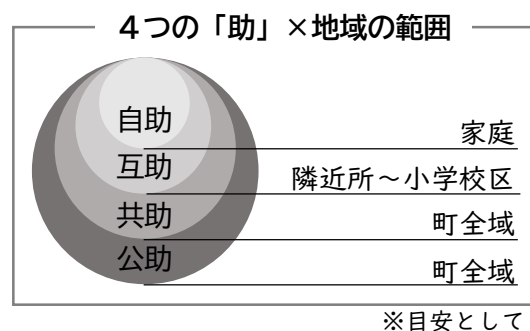 ４つの「助」×地域の範囲
自助
家庭
互助
隣近所～小学校区
共助
町全域
公助
町全域
※目安として